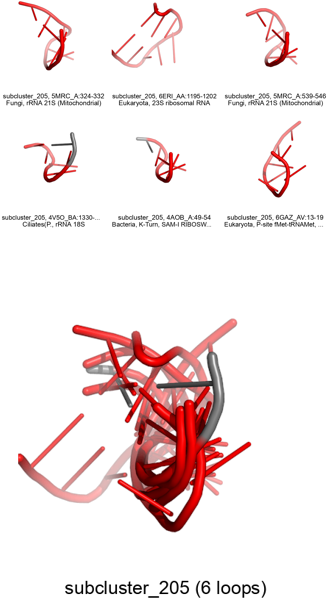 subcluster_205, 5MRC_A:324-332
Fungi, rRNA 21S (Mitochondrial)
subcluster_205, 6ERI_AA:1195-1202
Eukaryota, 23S ribosomal RNA
subcluster_205, 5MRC_A:539-546
Fungi, rRNA 21S (Mitochondrial)
subcluster_205, 4V5O_BA:1330-...
Ciliates(P., rRNA 18S
subcluster_205, 4AOB_A:49-54
Bacteria, K-Turn, SAM-I RIBOSW...
subcluster_205, 6GAZ_AV:13-19
Eukaryota, P-site fMet-tRNAMet, ...
subcluster_205 (6 loops)